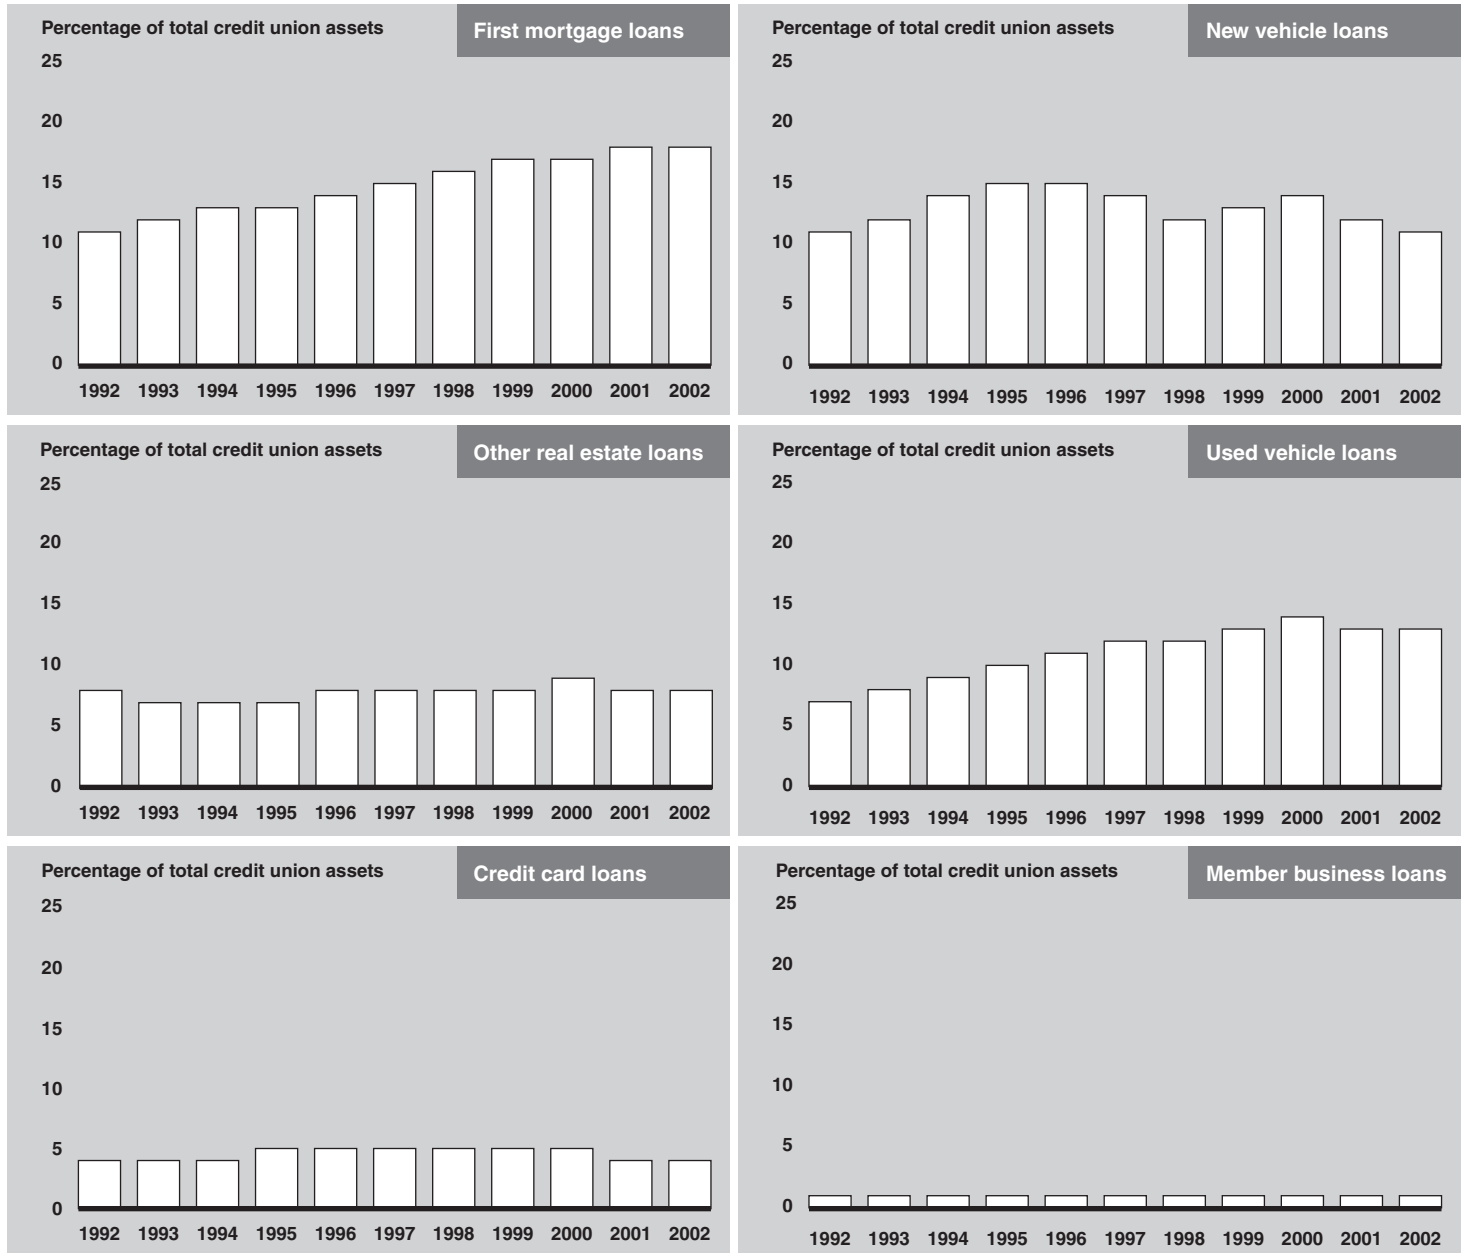 Percentage of total credit union assets
First mortgage loans
25
20
15
10
5
0
1992 1993 1994 1995 1996 1997 1998 1999 2000 2001 2002
Percentage of total credit union assets
New vehicle loans
25
20
15
10
5
0
1992 1993 1994 1995 1996 1997 1998 1999 2000 2001 2002
Percentage of total credit union assets
Other real estate loans
25
20
15
10
5
0
1992 1993 1994 1995 1996 1997 1998 1999 2000 2001 2002
Percentage of total credit union assets
Used vehicle loans
25
20
15
10
5
0
1992 1993 1994 1995 1996 1997 1998 1999 2000 2001 2002
Percentage of total credit union assets
Credit card loans
25
20
15
10
5
0
1992 1993 1994 1995 1996 1997 1998 1999 2000 2001 2002
Percentage of total credit union assets
Member business loans
25
20
15
10
5
0
1992 1993 1994 1995 1996 1997 1998 1999 2000 2001 2002